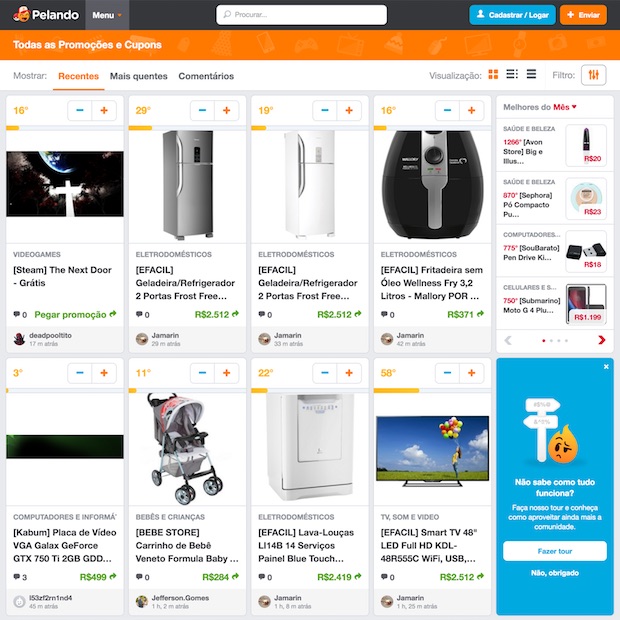 Pelando
Menu
Procurar...
Cadastrar / Logar
Enviar
Todas as Promoções e Cupons
Mostrar: Recentes Mais quentes Comentários
Visualização:
Filtro:
16°
29°
19°
16°
VIDEOGAMES
[Steam] The Next Door
- Grátis
0 Pegar promoção
deadpooltito
17 m atrás
ELETRODOMÉSTICOS
[EFACIL]
Geladeira/Refrigerador
2 Portas Frost Free...
0 R$2.512
Jamarin
29 m atrás
ELETRODOMÉSTICOS
[EFACIL]
Geladeira/Refrigerador
2 Portas Frost Free...
0 R$2.512
Jamarin
33 m atrás
MALLORY
ELETRODOMÉSTICOS
[EFACIL] Fritadeira sem
Óleo Wellness Fry 3,2
Litros - Mallory POR ...
0 R$371
Jamarin
42 m atrás
Melhores do Mês
SAÚDE E BELEZA
1266° [Avon
Store] Big e
Illus...
R$20
SAÚDE E BELEZA
870° [Sephora]
Pó Compacto
Pu...
R$23
COMPUTADORES...
775° [SouBarato]
Pen Drive Ki...
R$18
CELULARES E S...
750° [Submarino]
Moto G 4 Plu...
R$1.199
3°
11°
22°
58°
COMPUTADORES E INFORMÁT
[Kabum] Placa de Vídeo
VGA Galax GeForce
GTX 750 Ti 2GB GDD...
3 R$499
l53zf2rn1nd4
45 m atrás
BEBÊS E CRIANÇAS
[BEBE STORE]
Carrinho de Bebê
Veneto Formula Baby ...
0 R$284
Jefferson.Gomes
1 h, 2 m atrás
ELETRODOMÉSTICOS
[EFACIL] Lava-Louças
LI14B 14 Serviços
Painel Blue Touch...
0 R$2.419
Jamarin
1 h, 8 m atrás
TV, SOM E VIDEO
[EFACIL] Smart TV 48"
LED Full HD KDL-
48R555C WiFi, USB,...
0 R$2.512
Jamarin
1 h, 25 m atrás
Não sabe como tudo
funciona?
Faça nosso tour e conheça
como aproveitar ainda mais a
comunidade.
Fazer tour
Não, obrigado